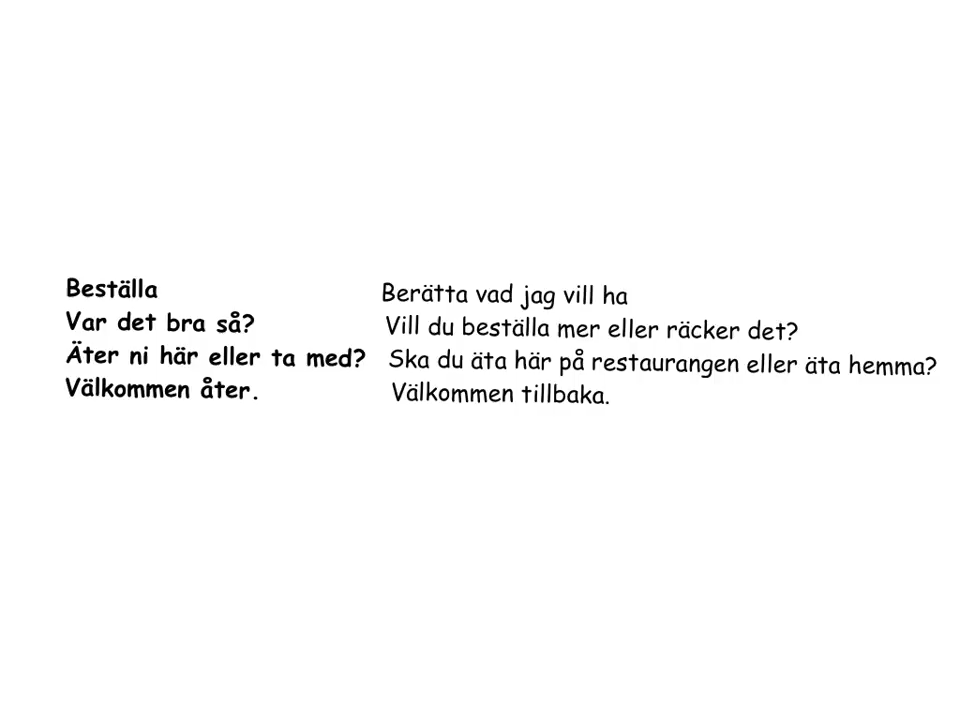 Beställa Berätta vad jag vill ha
Var det bra så? Vill du beställa mer eller räcker det?
Äter ni här eller ta med? Ska du äta här på restaurangen eller äta hemma?
Välkommen åter. Välkommen tillbaka.